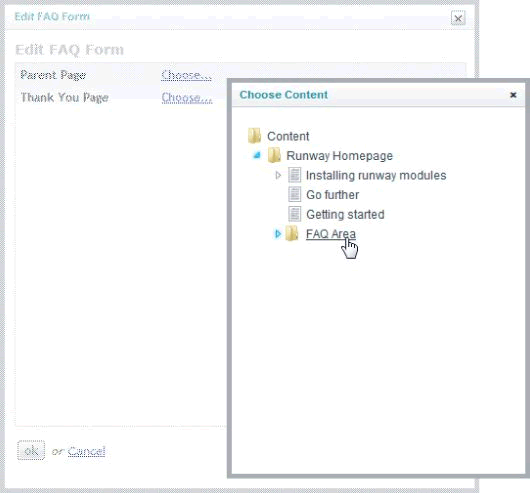 Edit FAQ Form
Edit FAQ Form
Parent Page Choose...
Thank You Page Choose...
Choose Content
Content
Runway Homepage
Installing runway modules
Go further
Getting started
FAQ Area
ok or Cancel